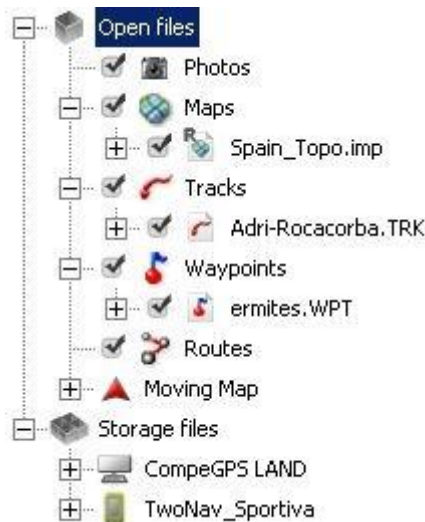 Open files
Photos
Maps
R
Spain_Topo.imp
Tracks
Adri-Rocacorba.TRK
Waypoints
ermites.WPT
Routes
Moving Map
Storage files
CompeGPS LAND
TwoNav_Sportiva